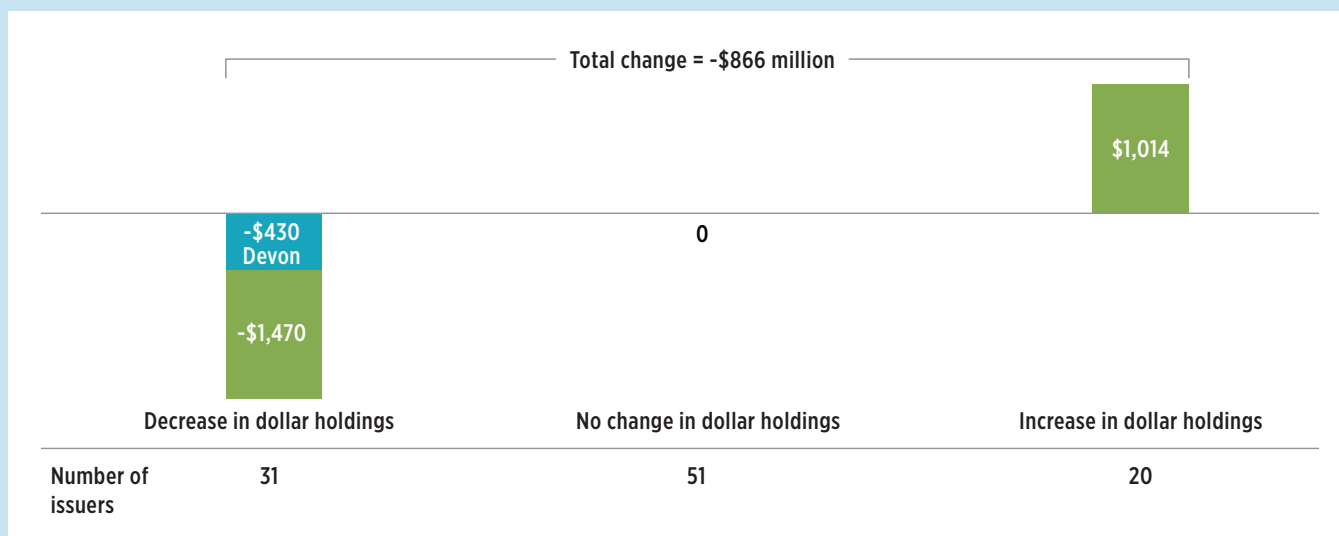 Total change = -$866 million
$1,014
-$430
Devon
0
-$1,470
Decrease in dollar holdings
No change in dollar holdings
Increase in dollar holdings
Number of
issuers
31
51
20